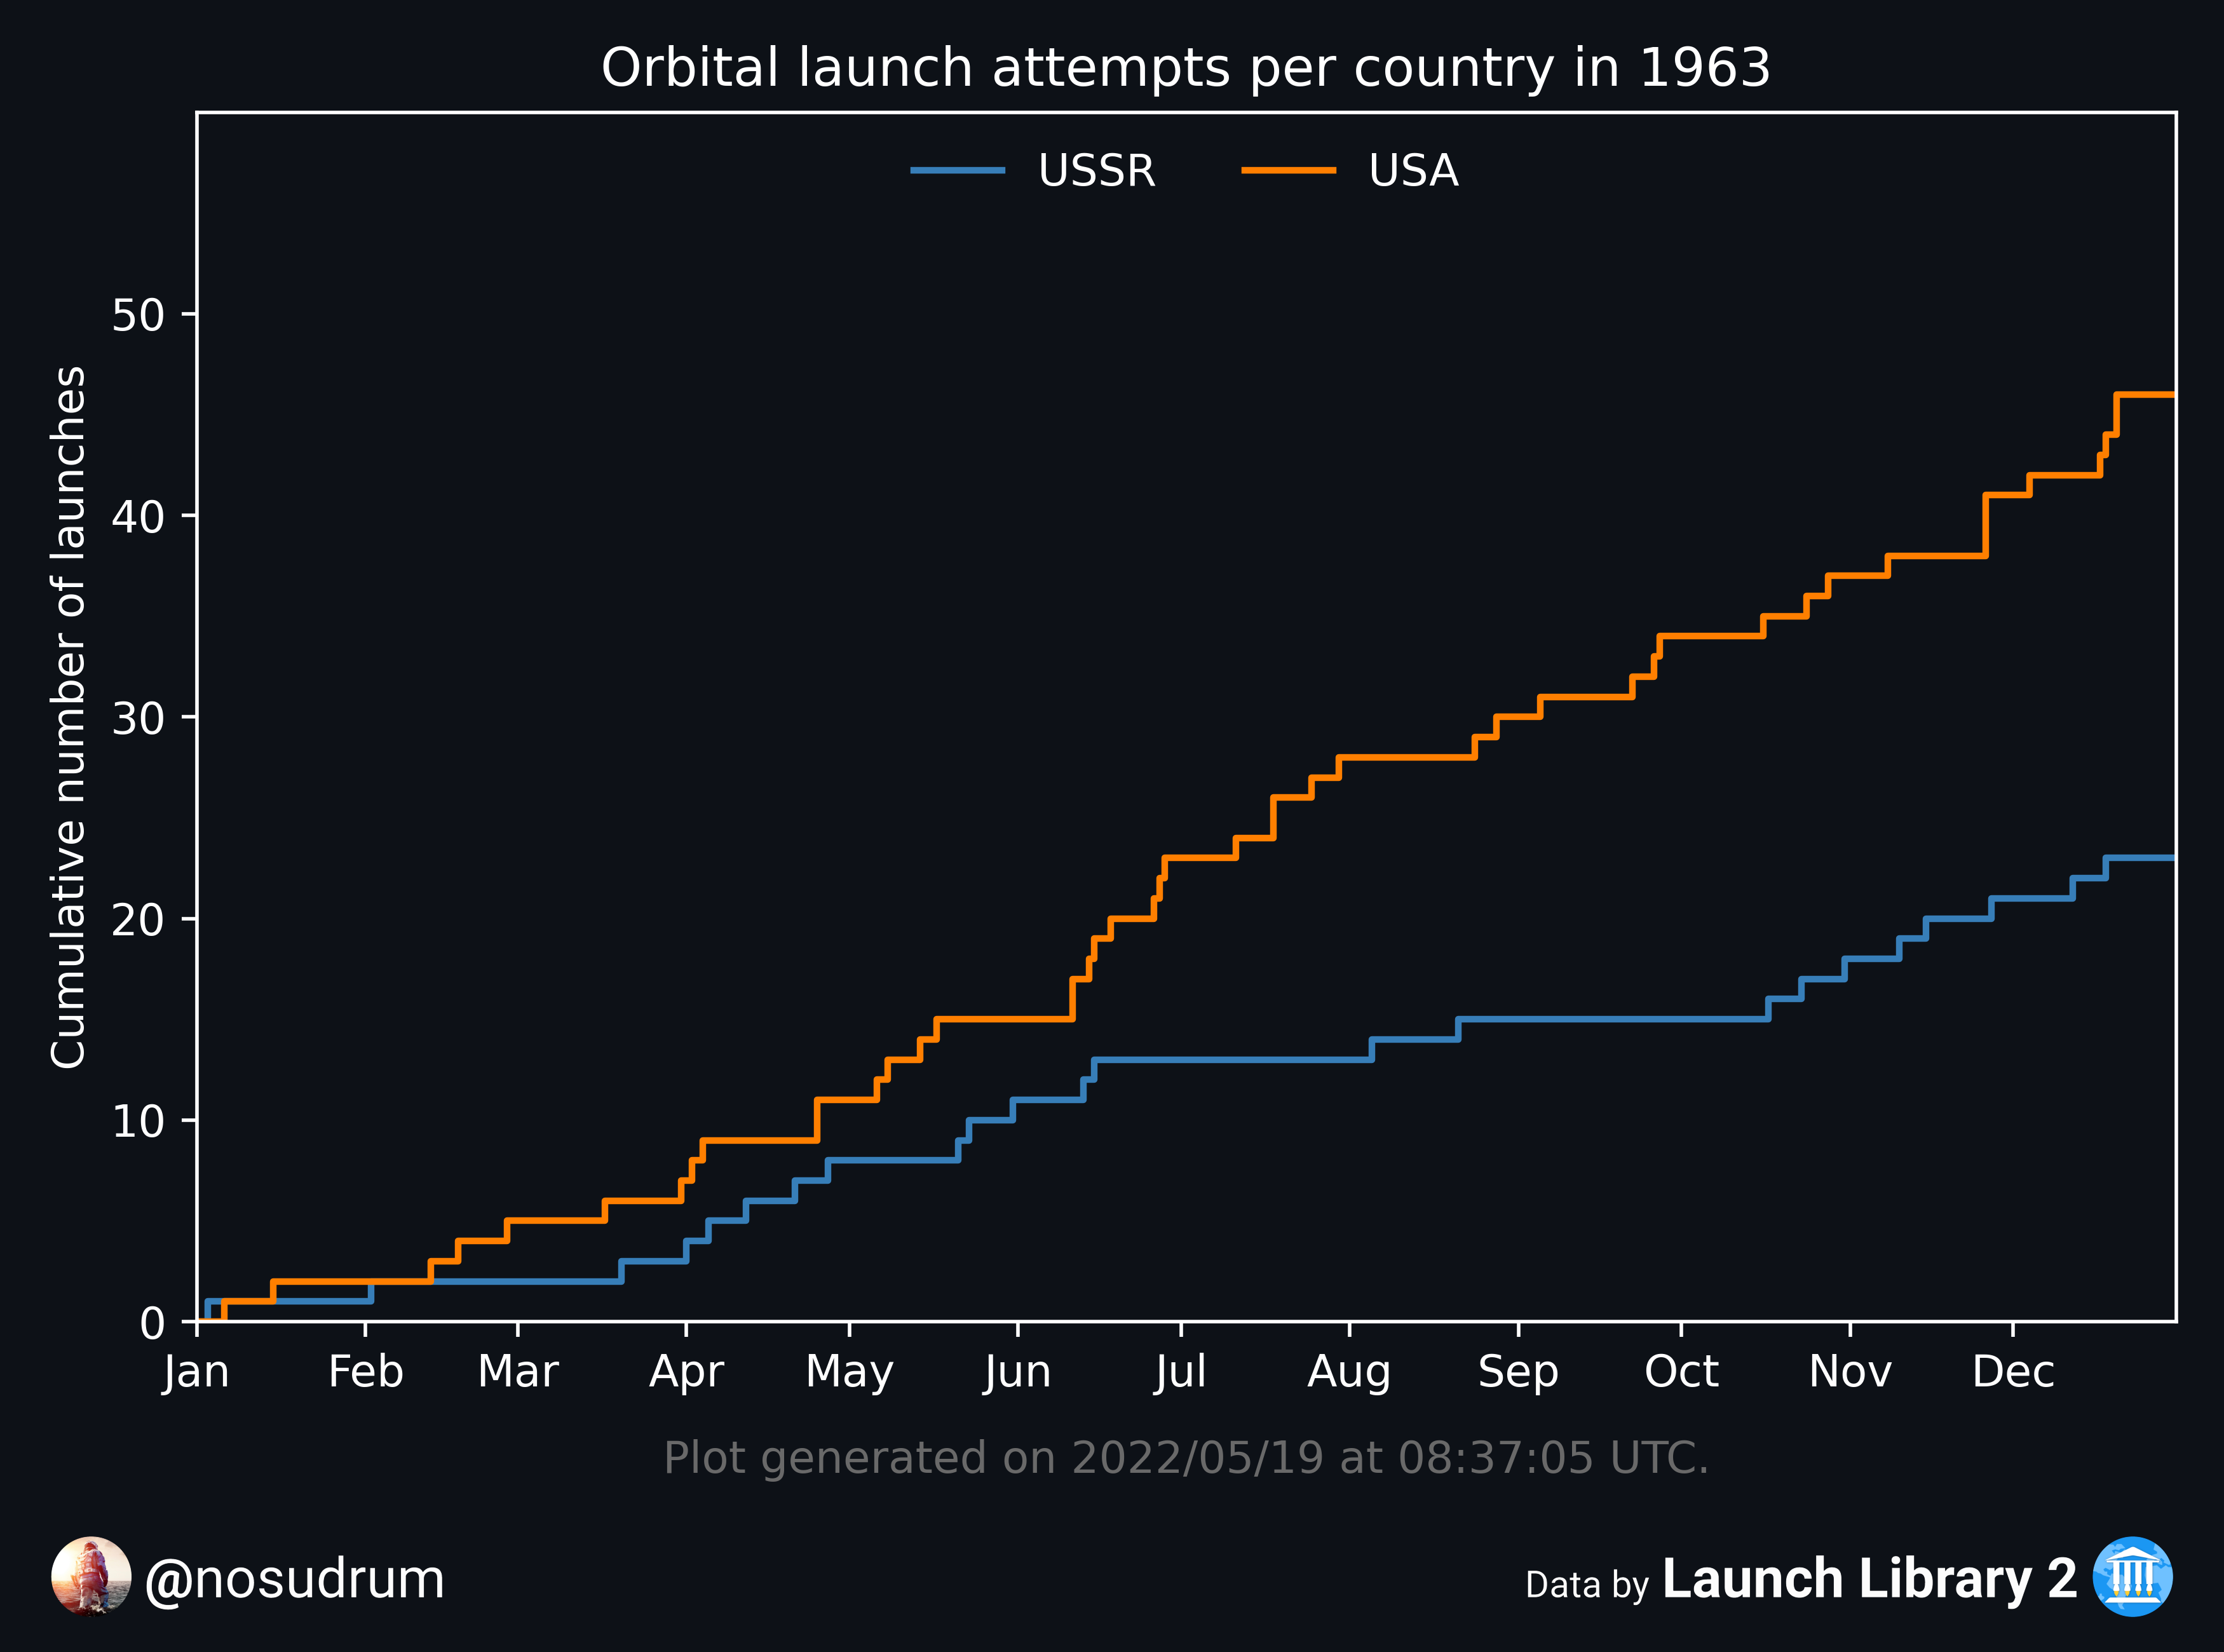 Orbital launch attempts per country in 1963
USSR USA
Cumulative number of launches
50
40
30
20
10
0
Jan Feb Mar Apr May Jun Jul Aug Sep Oct Nov Dec
Plot generated on 2022/05/19 at 08:37:05 UTC.
@nosudrum
Data by Launch Library 2